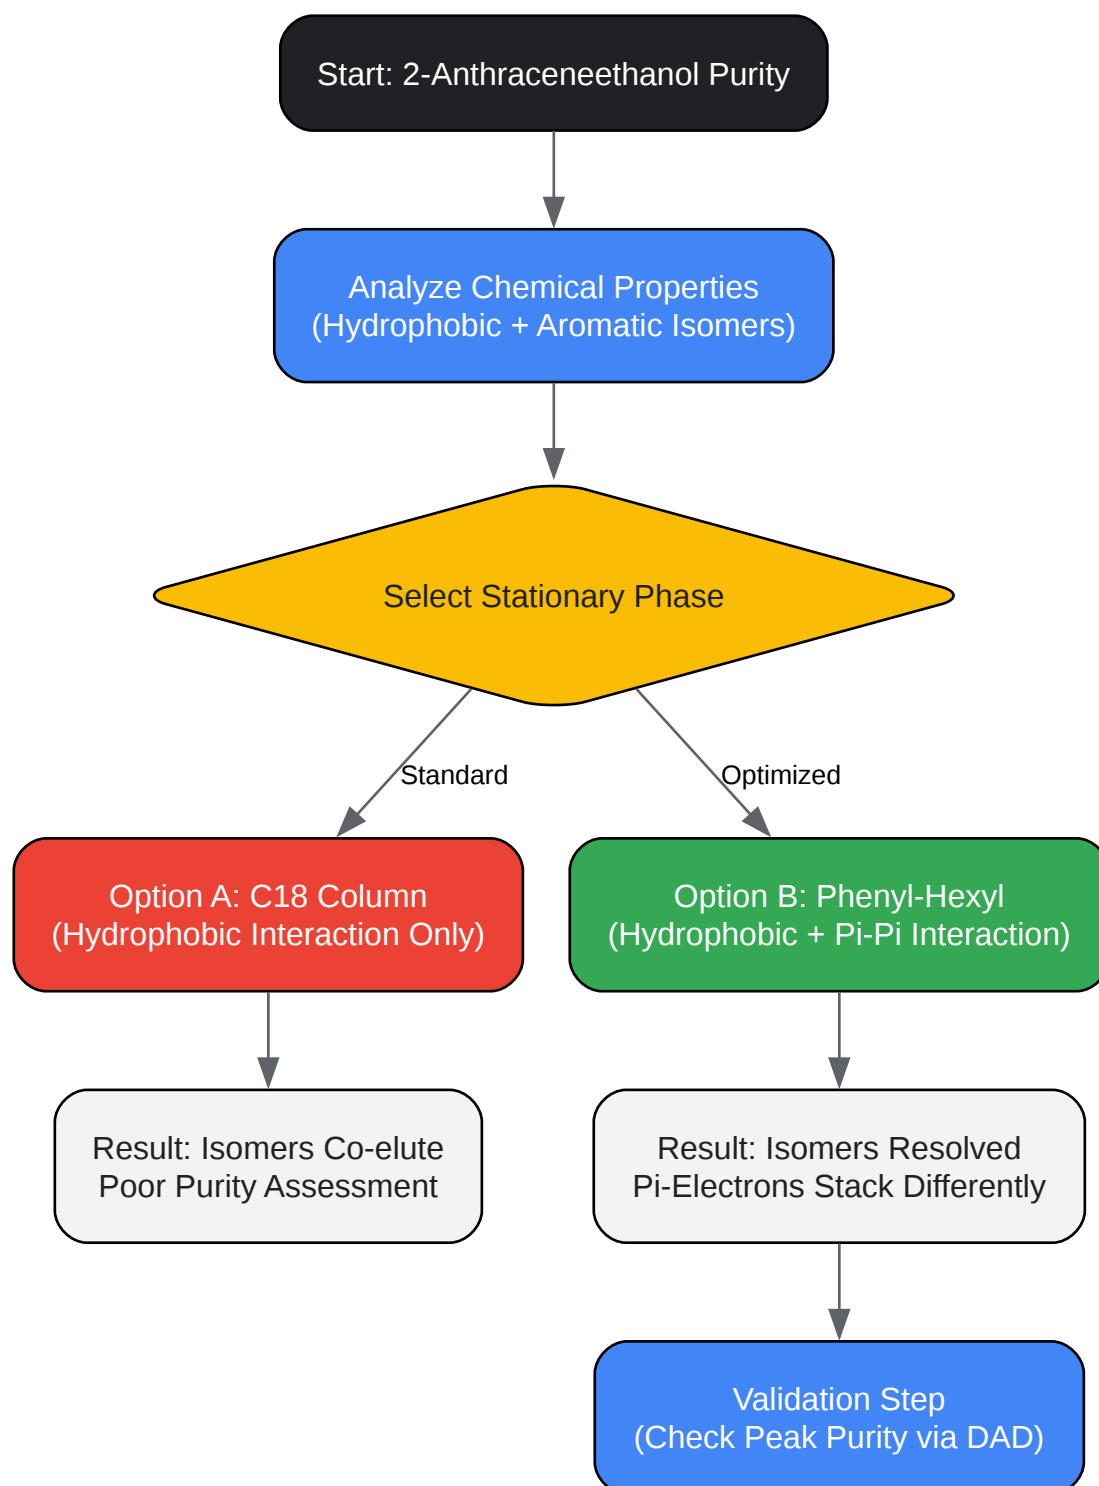 Start: 2-Anthraceneethanol Purity
Analyze Chemical Properties
(Hydrophobic + Aromatic Isomers)
Select Stationary Phase
Standard
Optimized
Option A: C18 Column
(Hydrophobic Interaction Only)
Option B: Phenyl-Hexyl
(Hydrophobic + Pi-Pi Interaction)
Result: Isomers Co-elute
Poor Purity Assessment
Result: Isomers Resolved
Pi-Electrons Stack Differently
Validation Step
(Check Peak Purity via DAD)